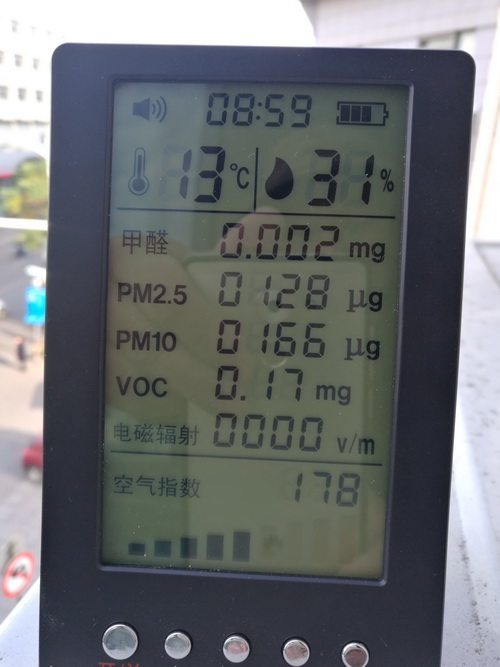 08:59
13 °C 31 %
甲醛 0.002 mg
PM2.5 0128 μg
PM10 0166 μg
VOC 0.17 mg
电磁辐射 0000 v/m
空气指数 178